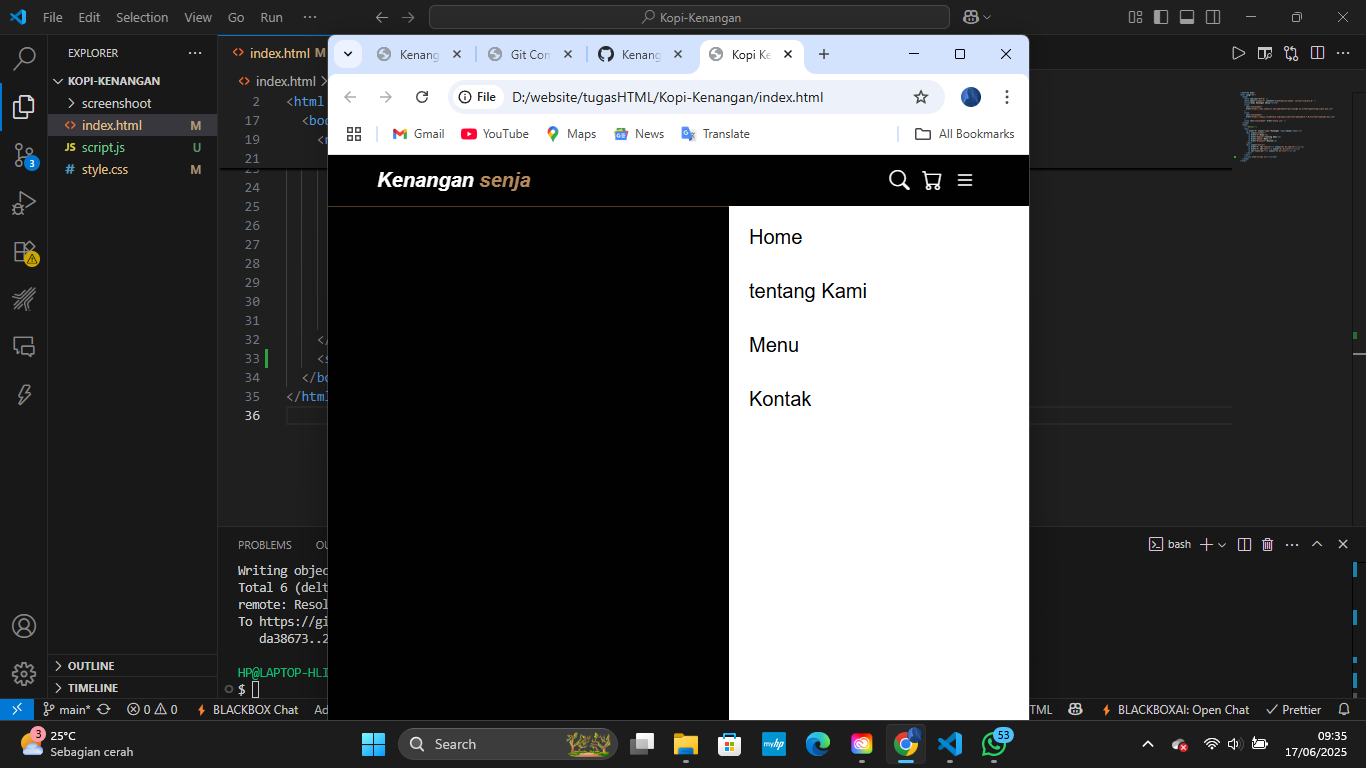 File Edit Selection View Go Run ··· Kopi-Kenangan
EXPLORER
KOPI-KENANGAN
screenshoot
index.html M
script.js U
style.css M
OUTLINE
TIMELINE
index.html M
index.html
2 <html
17 <bo
19
21
24
25
26
27
28
29
30
31
32 </
33 <s
34 </bo
35 </html
36
Kenang Git Con Kenang Kopi Ke
File D:/website/tugasHTML/Kopi-Kenangan/index.html
Gmail YouTube Maps News Translate All Bookmarks
Kenangan senja
Home
tentang Kami
Menu
Kontak
PROBLEMS OU
bash
Writing objec
Total 6 (delt
remote: Resol
To https://gi
da38673..2
HP@LAPTOP-HLI
$
3
main* 0 0 BLACKBOX Chat Ad TML BLACKBOXAI: Open Chat Prettier
3 25°C
Sebagian cerah
Search
myhp
53
09:35
17/06/2025